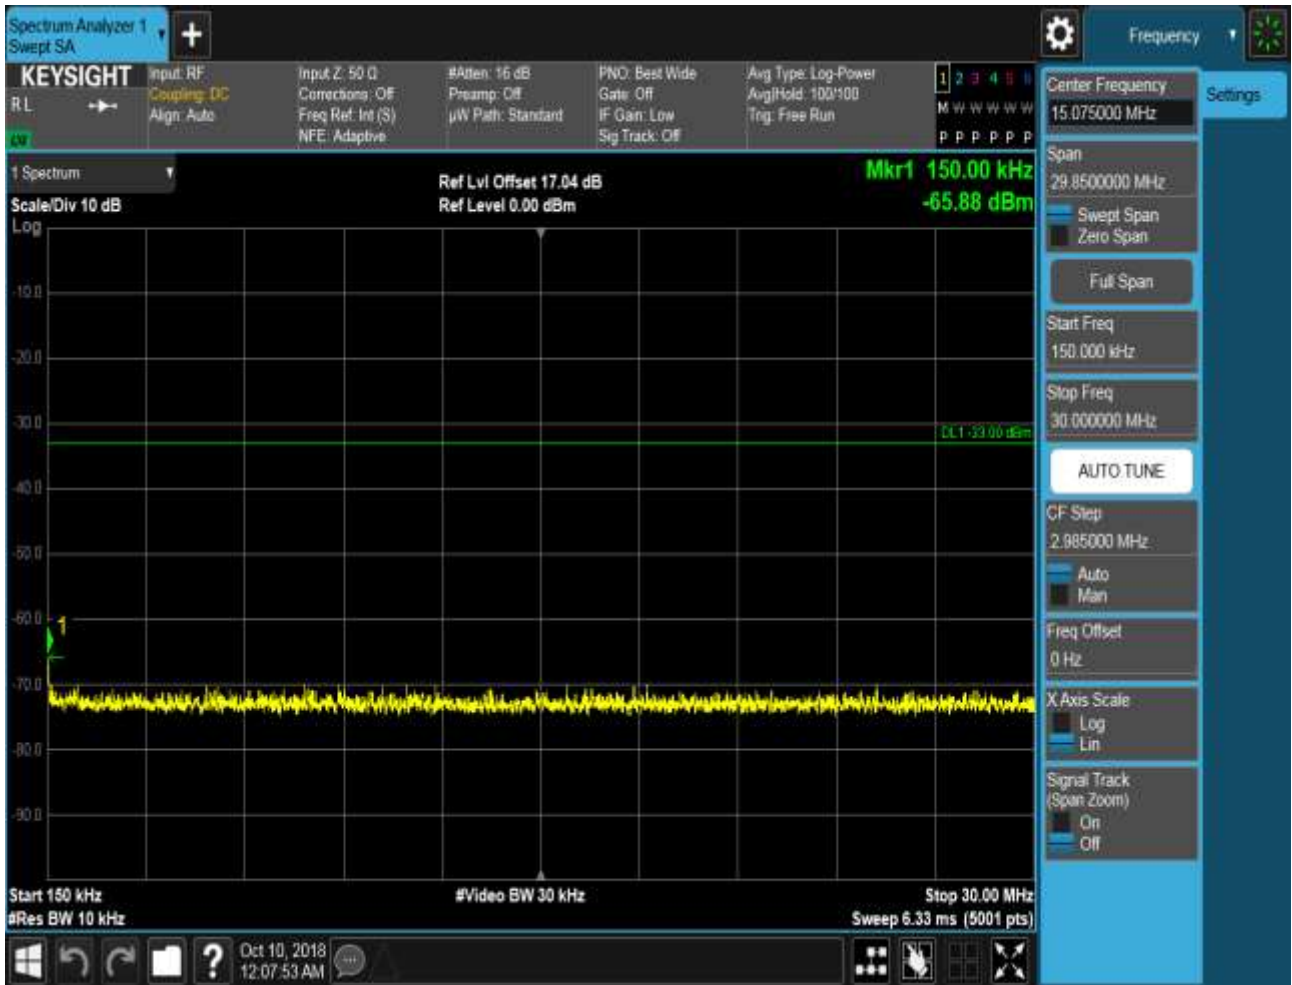 Spectrum Analyzer 1
Swept SA
+
Frequency
KEYSIGHT
RL
LXI
Input: RF
Coupling: DC
Align: Auto
Input Z: 50 Ω
Corrections: Off
Freq Ref: Int (S)
NFE: Adaptive
#Atten: 16 dB
Preamp: Off
µW Path: Standard
PNO: Best Wide
Gate: Off
IF Gain: Low
Sig Track: Off
Avg Type: Log-Power
Avg|Hold: 100/100
Trig: Free Run
1 2 3 4 5 6
M W W W W W
P P P P P P
1 Spectrum
Scale/Div 10 dB
Log
Ref Lvl Offset 17.04 dB
Ref Level 0.00 dBm
Mkr1 150.00 kHz
-65.88 dBm
-10.0
-20.0
-30.0
DL1 -33.00 dBm
-40.0
-50.0
-60.0
1
-70.0
-80.0
-90.0
Start 150 kHz
#Video BW 30 kHz
Stop 30.00 MHz
#Res BW 10 kHz
Sweep 6.33 ms (5001 pts)
?
Oct 10, 2018
12:07:53 AM
Center Frequency
15.075000 MHz
Settings
Span
29.8500000 MHz
Swept Span
Zero Span
Full Span
Start Freq
150.000 kHz
Stop Freq
30.000000 MHz
AUTO TUNE
CF Step
2.985000 MHz
Auto
Man
Freq Offset
0 Hz
X Axis Scale
Log
Lin
Signal Track
(Span Zoom)
On
Off